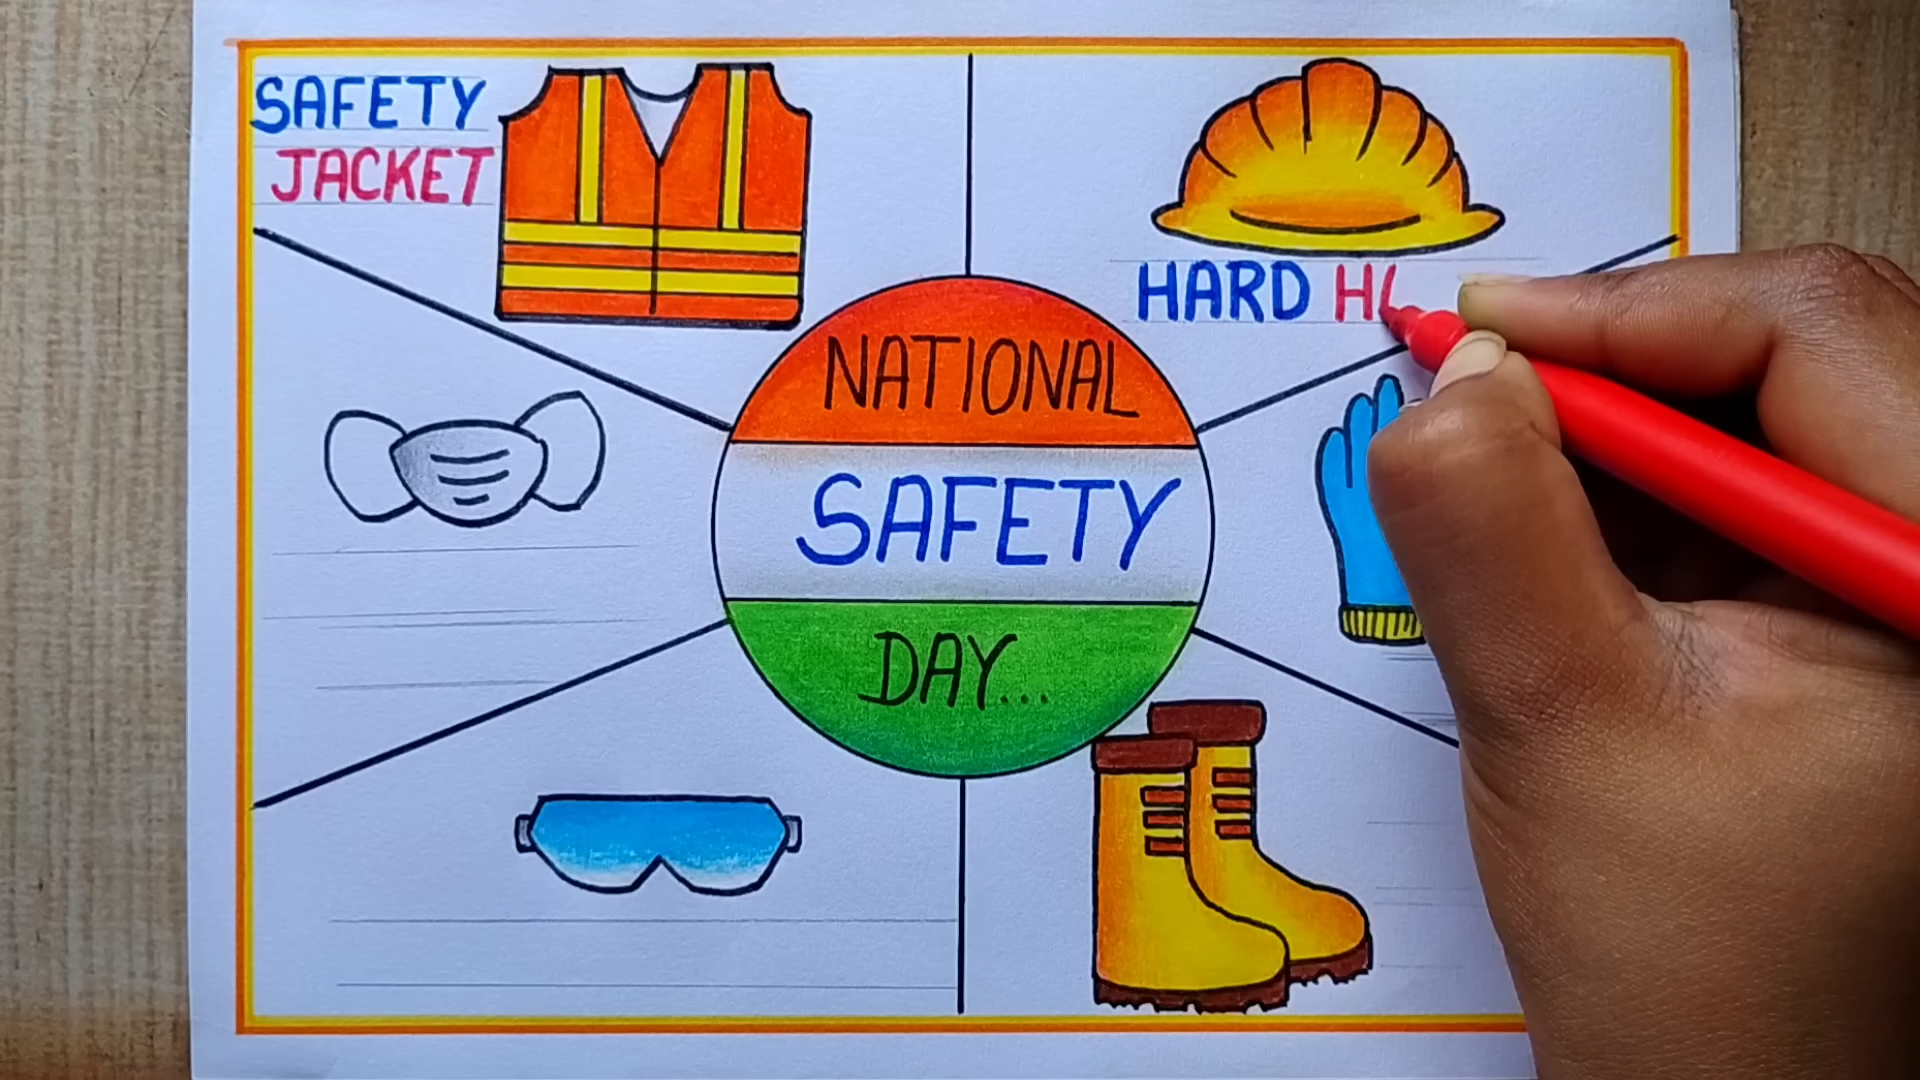 SAFETY
JACKET
HARD H
NATIONAL
SAFETY
DAY...